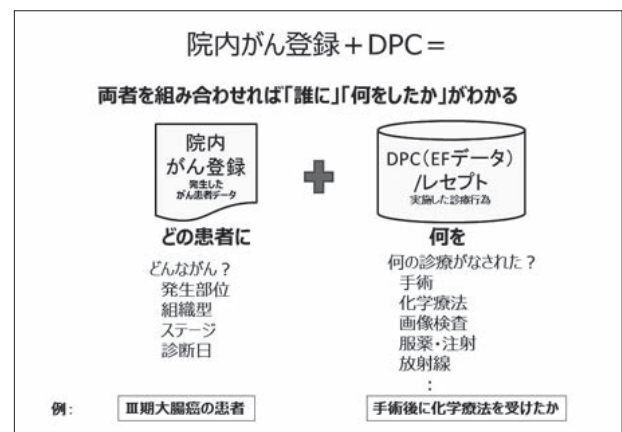 院内がん登録+DPC=
両者を組み合わせれば「誰に」「何をしたか」がわかる
院内
がん登録
発生した
がん患者データ
どの患者に
どんながん?
発生部位
組織型
ステージ
診断日
DPC(EFデータ)
/レセプト
実施した診療行為
何を
何の診療がなされた?
手術
化学療法
画像検査
服薬・注射
放射線
:
例:
Ⅲ期大腸癌の患者
手術後に化学療法を受けたか